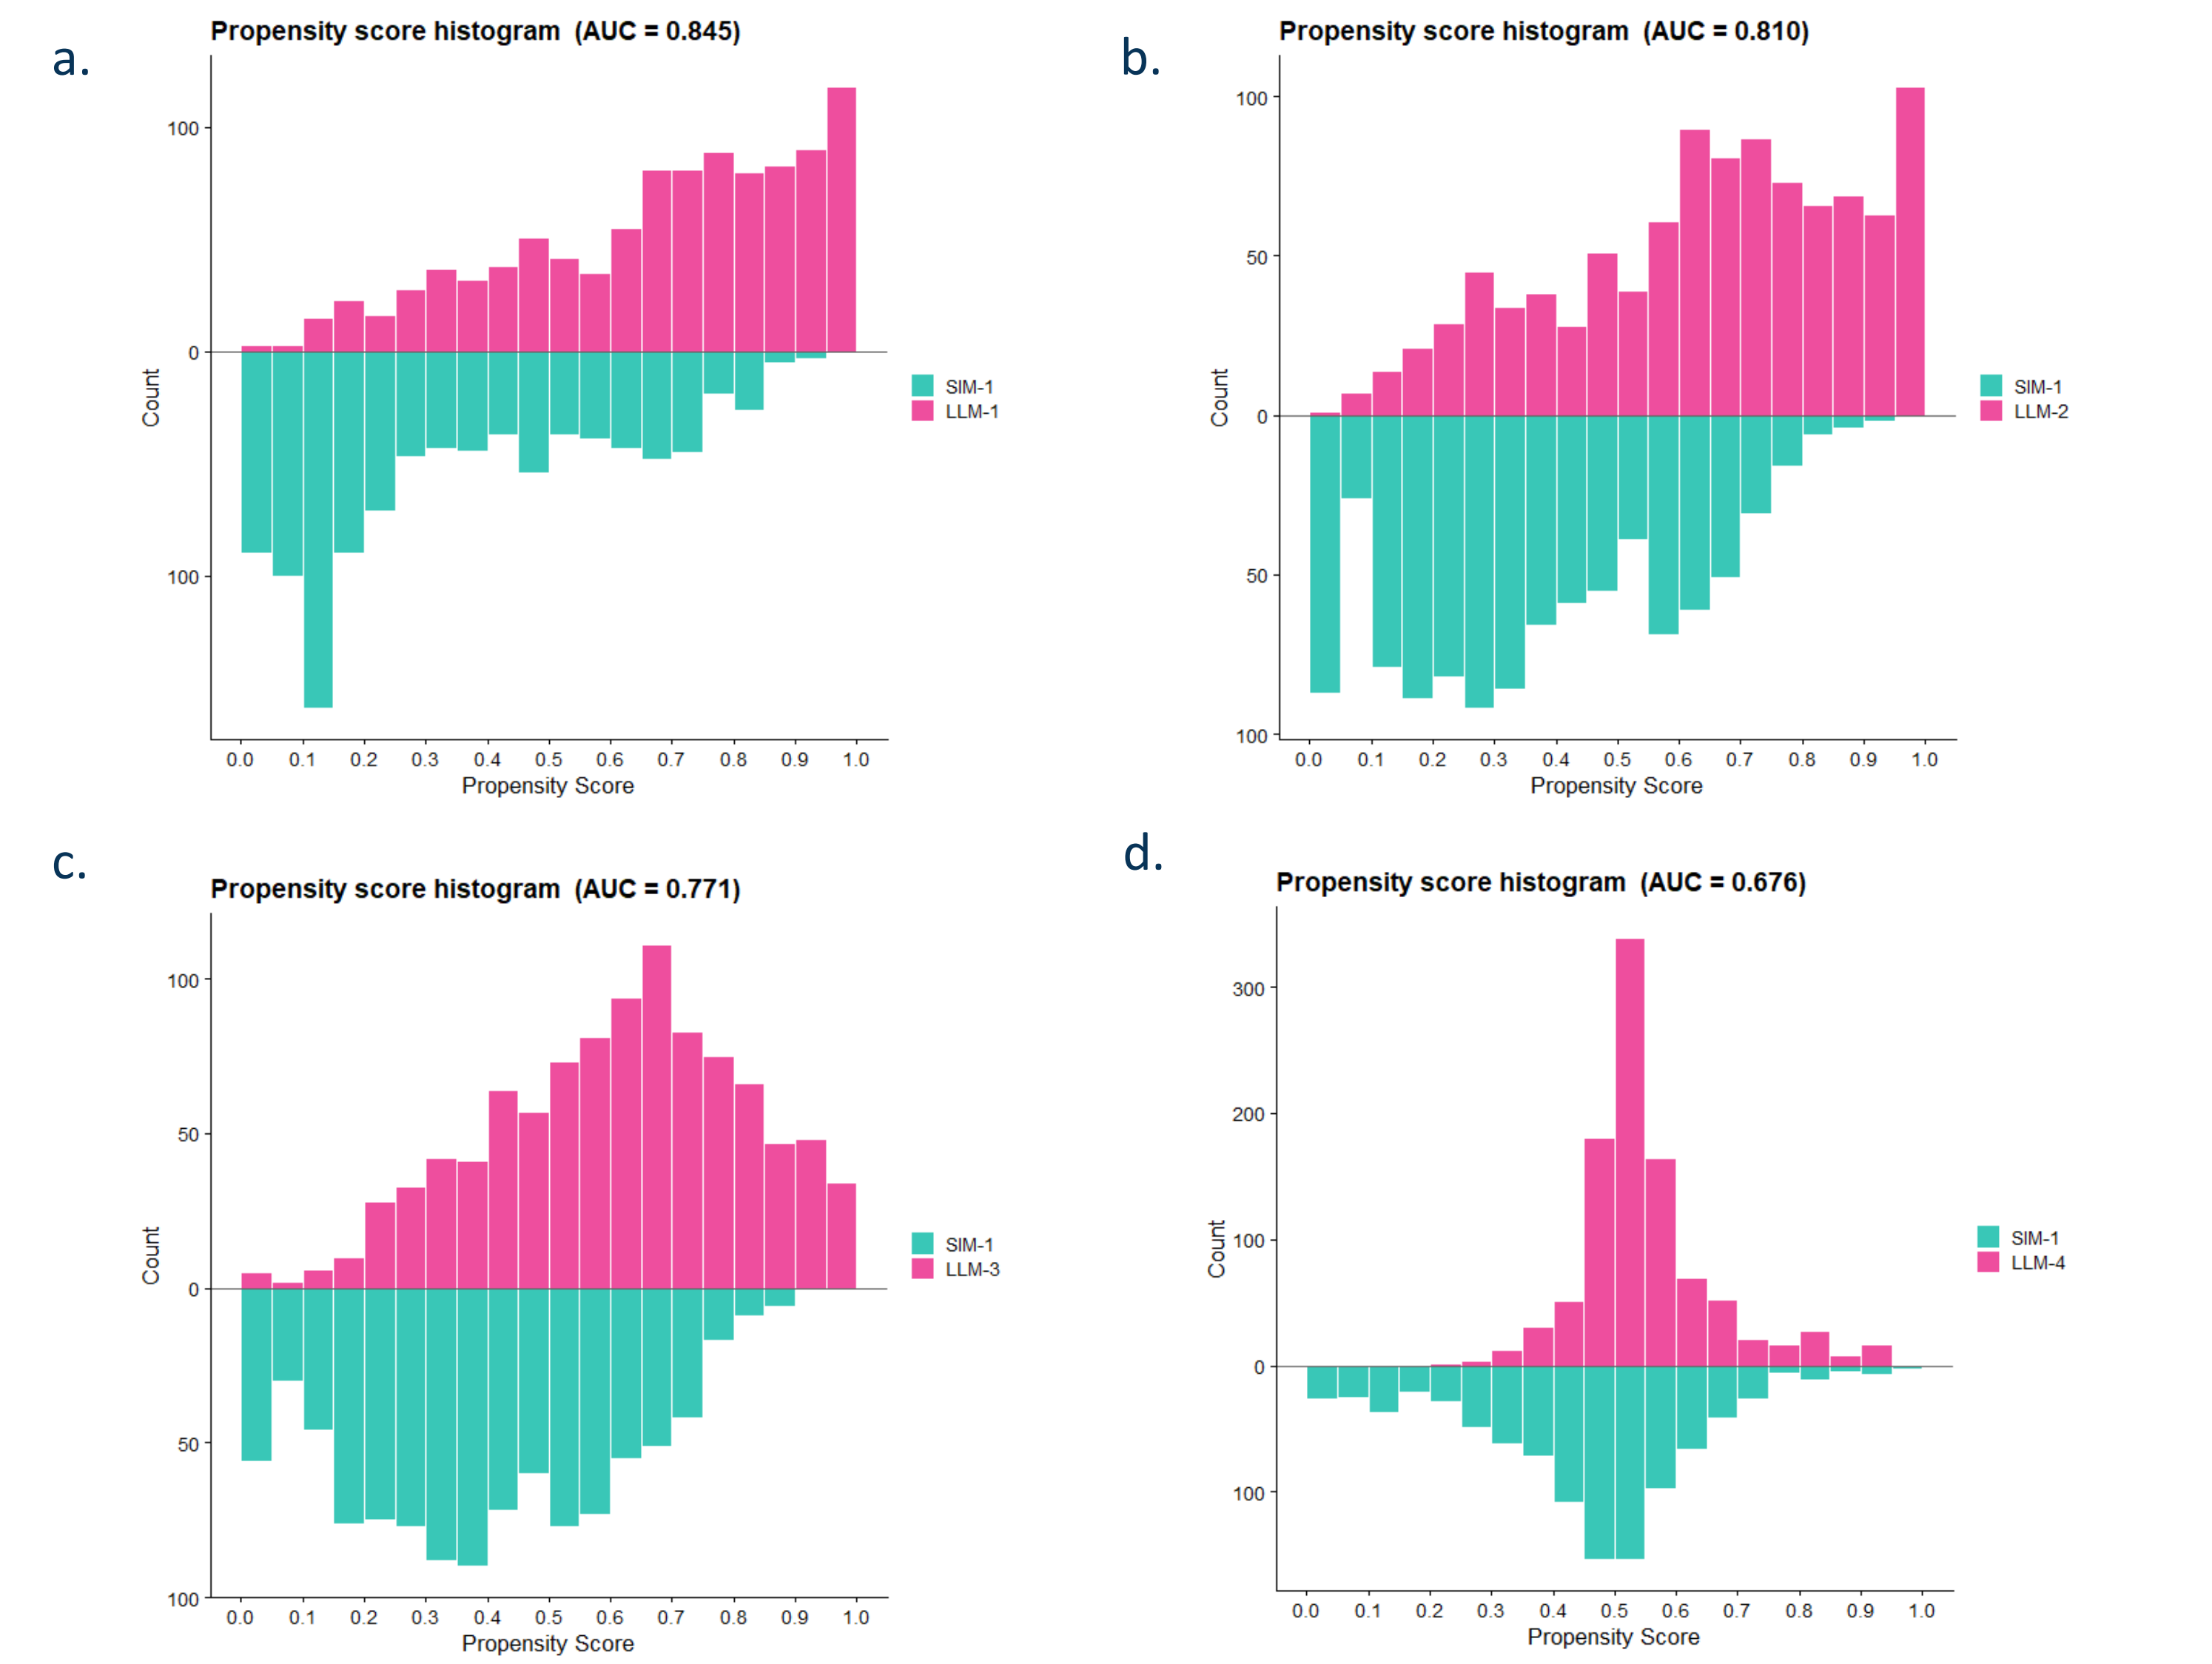 a.
Propensity score histogram (AUC = 0.845)
100
0
100
Count
0.0 0.1 0.2 0.3 0.4 0.5 0.6 0.7 0.8 0.9 1.0
Propensity Score
SIM-1
LLM-1
b.
Propensity score histogram (AUC = 0.810)
100
50
0
50
100
Count
0.0 0.1 0.2 0.3 0.4 0.5 0.6 0.7 0.8 0.9 1.0
Propensity Score
SIM-1
LLM-2
c.
Propensity score histogram (AUC = 0.771)
100
50
0
50
100
Count
0.0 0.1 0.2 0.3 0.4 0.5 0.6 0.7 0.8 0.9 1.0
Propensity Score
SIM-1
LLM-3
d.
Propensity score histogram (AUC = 0.676)
300
200
100
0
100
Count
0.0 0.1 0.2 0.3 0.4 0.5 0.6 0.7 0.8 0.9 1.0
Propensity Score
SIM-1
LLM-4